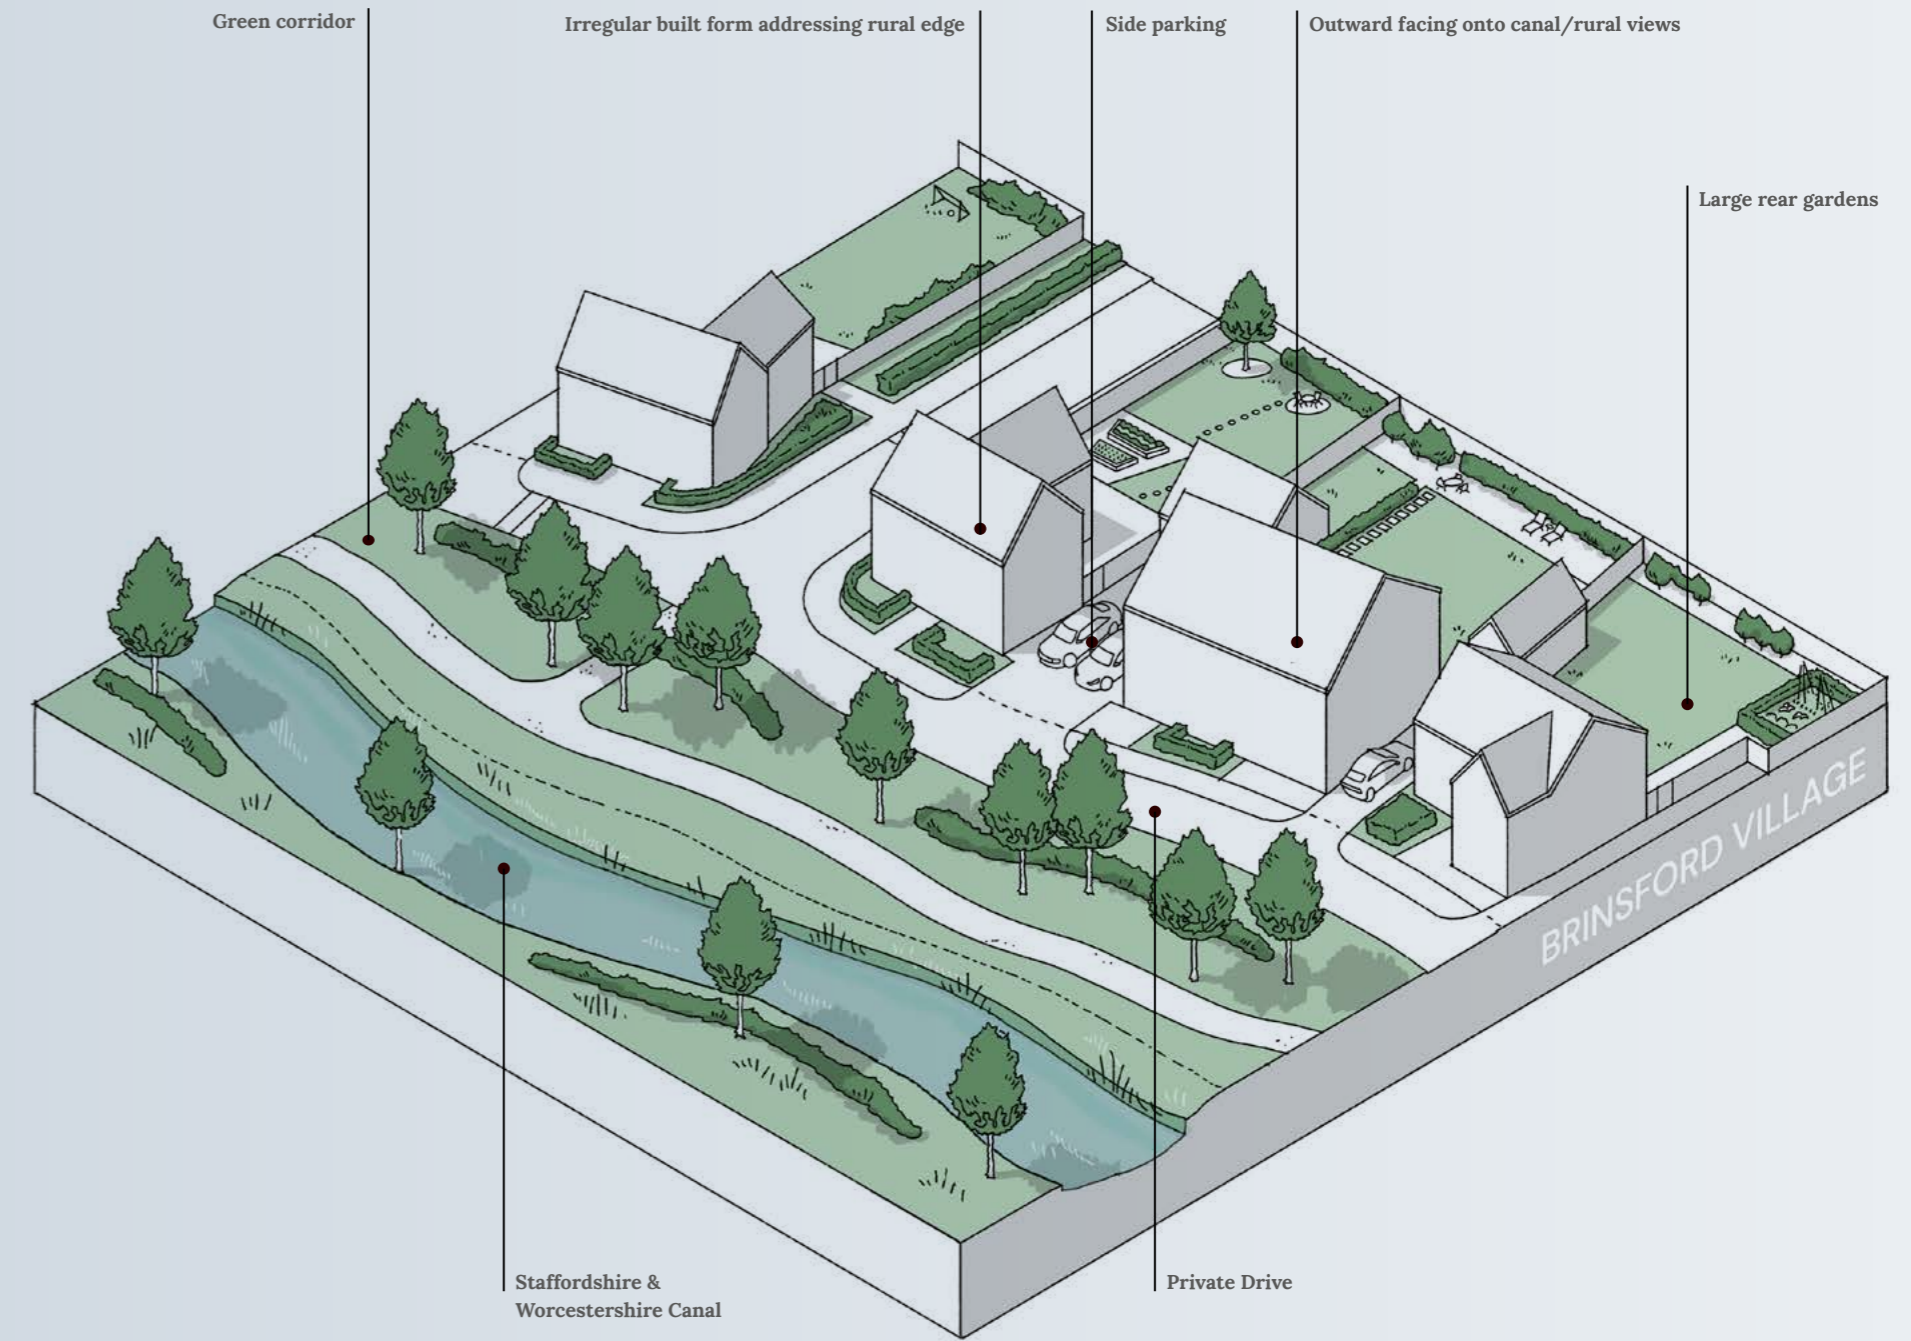 Green corridor
Irregular built form addressing rural edge
Side parking
Outward facing onto canal/rural views
Large rear gardens
BRINSFORD VILLAGE
Staffordshire &
Worcestershire Canal
Private Drive